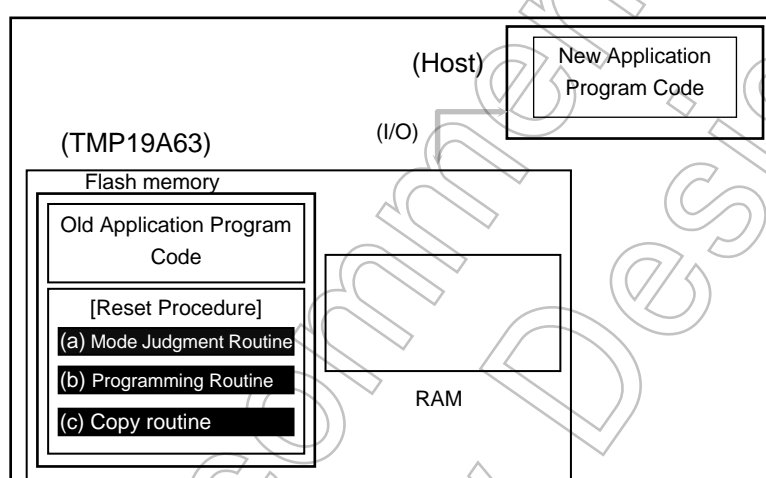 (Host)
New Application
Program Code
(I/O)
(TMP19A63)
Flash memory
Old Application Program
Code
[Reset Procedure]
(a) Mode Judgment Routine
(b) Programming Routine
(c) Copy routine
RAM